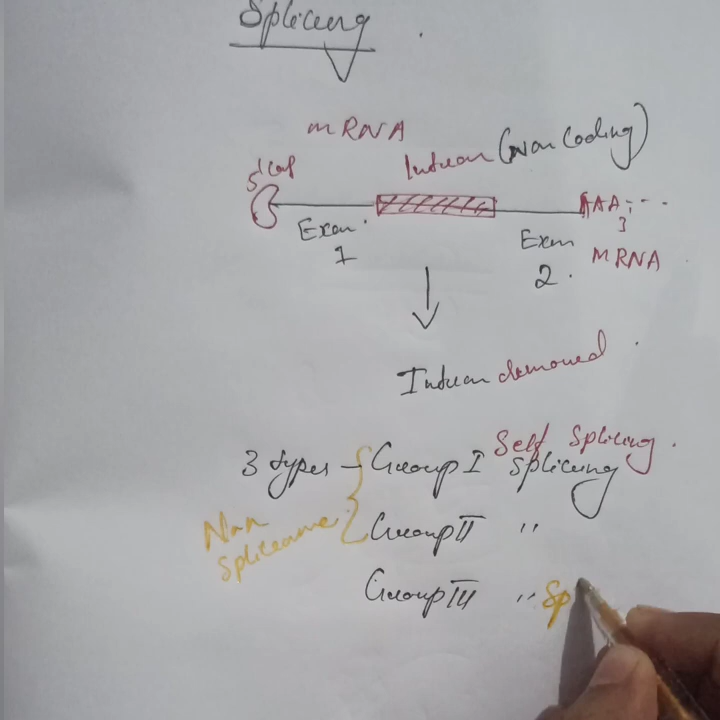 Splicing
mRNA
Intron (Non Coding)
5' Cap
AAA - - -
3
Exon
1
Exon
2.
mRNA
Intron removed
Self Splicing.
3 types - Group I Splicing
Non
Group II "
Group III " Sp